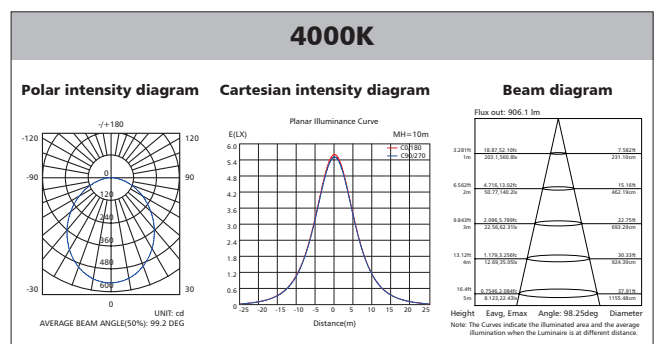 4000K
Polar intensity diagram
Cartesian intensity diagram
Beam diagram
-/+180
-120
120
-90
90
-30
30
0
0
120
240
360
480
600
UNIT: cd
AVERAGE BEAM ANGLE(50%): 99.2 DEG
Planar Illuminance Curve
E(LX)
MH=10m
C0/180
C90/270
6.0
5.4
4.8
4.2
3.6
3.0
2.4
1.8
1.2
0.6
0
-25 -20 -15 -10 -5 0 5 10 15 20 25
Distance(m)
Flux out: 906.1 lm
3.281ft 18.87,52.10fc 7.582ft
1m 203.1,560.8lx 231.10cm
6.562ft 4.716,13.02fc 15.16ft
2m 50.77,140.2lx 462.19cm
9.843ft 2.096,5.789fc 22.75ft
3m 22.56,62.31lx 693.29cm
13.12ft 1.179,3.256fc 30.33ft
4m 12.69,35.05lx 924.39cm
16.4ft 0.7546,2.084fc 37.91ft
5m 8.123,22.43lx 1155.48cm
Height Eavg, Emax Angle: 98.25deg Diameter
Note: The Curves indicate the illuminated area and the average
illumination when the Luminaire is at different distance.